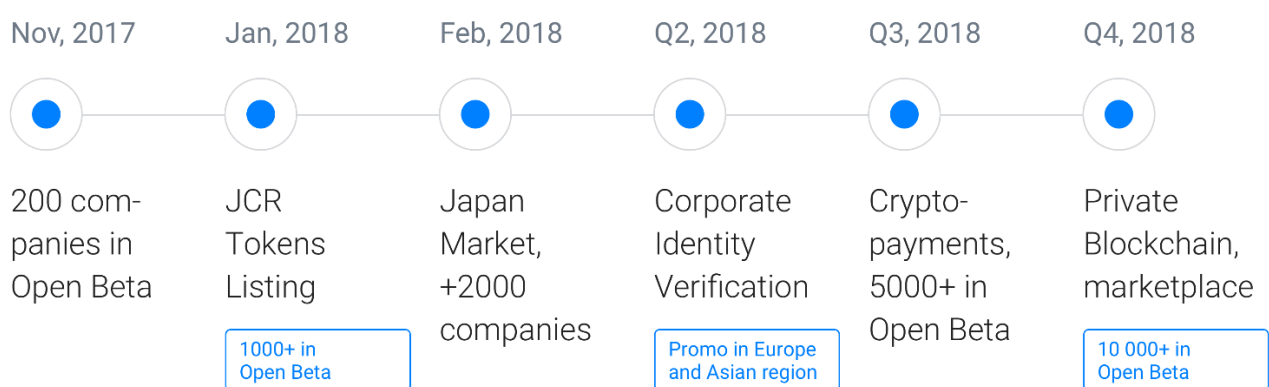 Nov, 2017
Jan, 2018
Feb, 2018
Q2, 2018
Q3, 2018
Q4, 2018
200 com-
panies in
Open Beta
JCR
Tokens
Listing
1000+ in
Open Beta
Japan
Market,
+2000
companies
Corporate
Identity
Verification
Promo in Europe
and Asian region
Crypto-
payments,
5000+ in
Open Beta
Private
Blockchain,
marketplace
10 000+ in
Open Beta